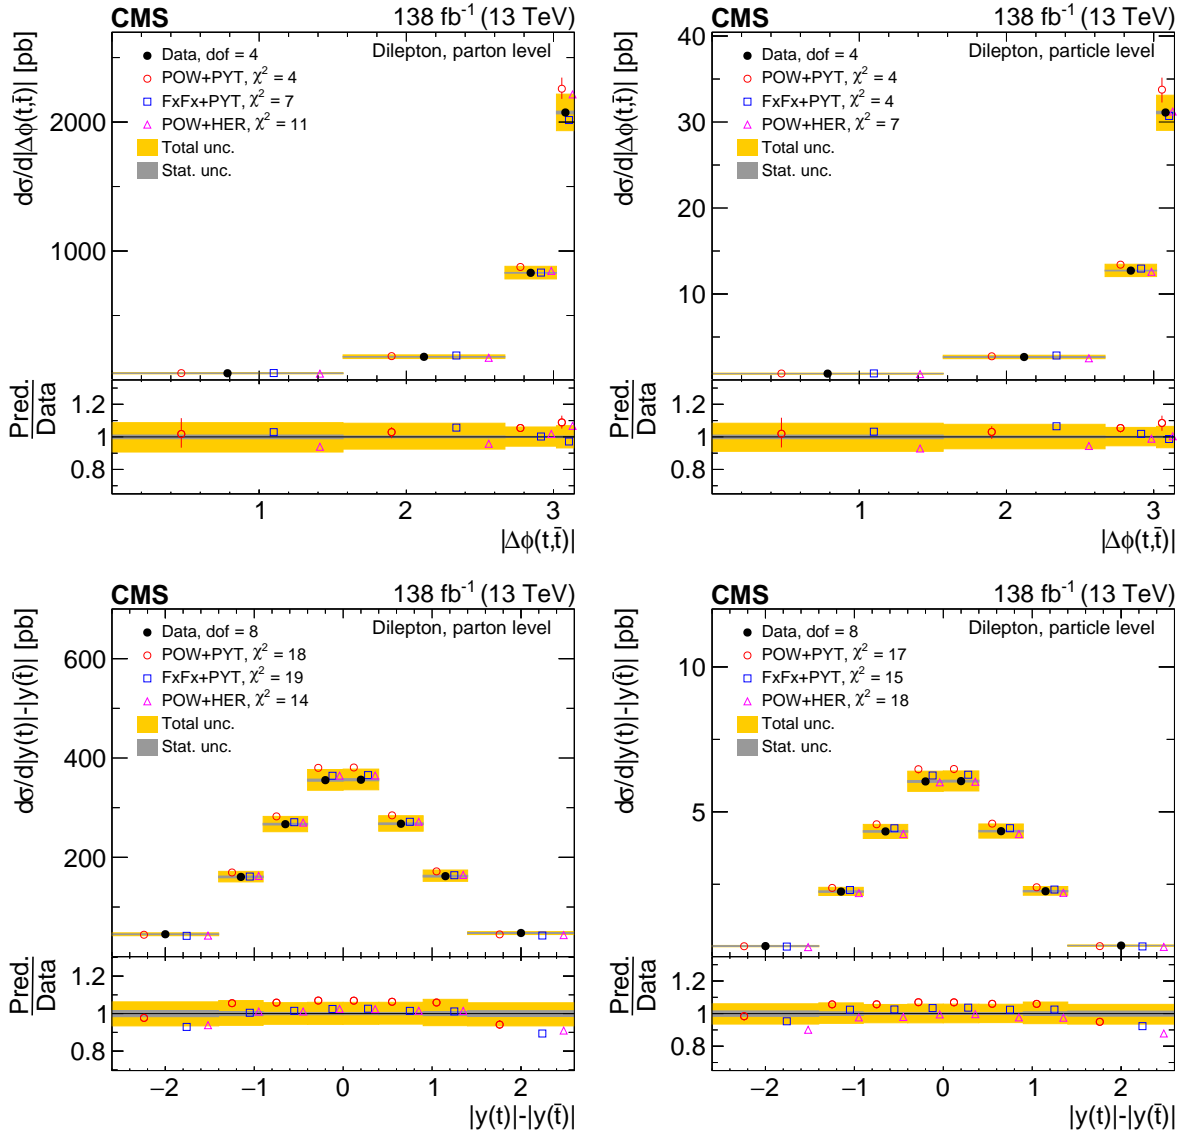 CMS 138 fb⁻¹ (13 TeV)
dσ/d|Δϕ(t,t̄)| [pb]
Dilepton, parton level
Data, dof = 4
POW+PYT, χ² = 4
FxFx+PYT, χ² = 7
POW+HER, χ² = 11
Total unc.
Stat. unc.
2000
1000
Pred.
Data
1.2
1
0.8
1 2 3
|Δϕ(t,t̄)|
CMS 138 fb⁻¹ (13 TeV)
dσ/d|Δϕ(t,t̄)| [pb]
Dilepton, particle level
Data, dof = 4
POW+PYT, χ² = 4
FxFx+PYT, χ² = 4
POW+HER, χ² = 7
Total unc.
Stat. unc.
40
30
20
10
Pred.
Data
1.2
1
0.8
1 2 3
|Δϕ(t,t̄)|
CMS 138 fb⁻¹ (13 TeV)
dσ/d|y(t)|-|y(t̄)| [pb]
Dilepton, parton level
Data, dof = 8
POW+PYT, χ² = 18
FxFx+PYT, χ² = 19
POW+HER, χ² = 14
Total unc.
Stat. unc.
600
400
200
Pred.
Data
1.2
1
0.8
−2 −1 0 1 2
|y(t)|-|y(t̄)|
CMS 138 fb⁻¹ (13 TeV)
dσ/d|y(t)|-|y(t̄)| [pb]
Dilepton, particle level
Data, dof = 8
POW+PYT, χ² = 17
FxFx+PYT, χ² = 15
POW+HER, χ² = 18
Total unc.
Stat. unc.
10
5
Pred.
Data
1.2
1
0.8
−2 −1 0 1 2
|y(t)|-|y(t̄)|